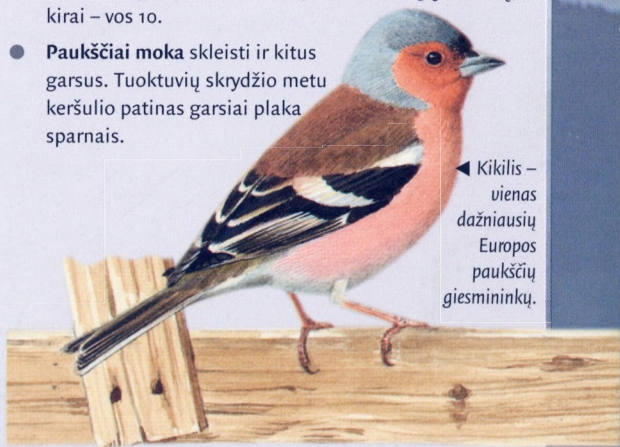 kirai – vos 10.
● Paukščiai moka skleisti ir kitus
garsus. Tuoktuvių skrydžio metu
keršulio patinas garsiai plaka
sparnais.
◀ Kikilis –
vienas
dažniausių
Europos
paukščių
giesmininkų.